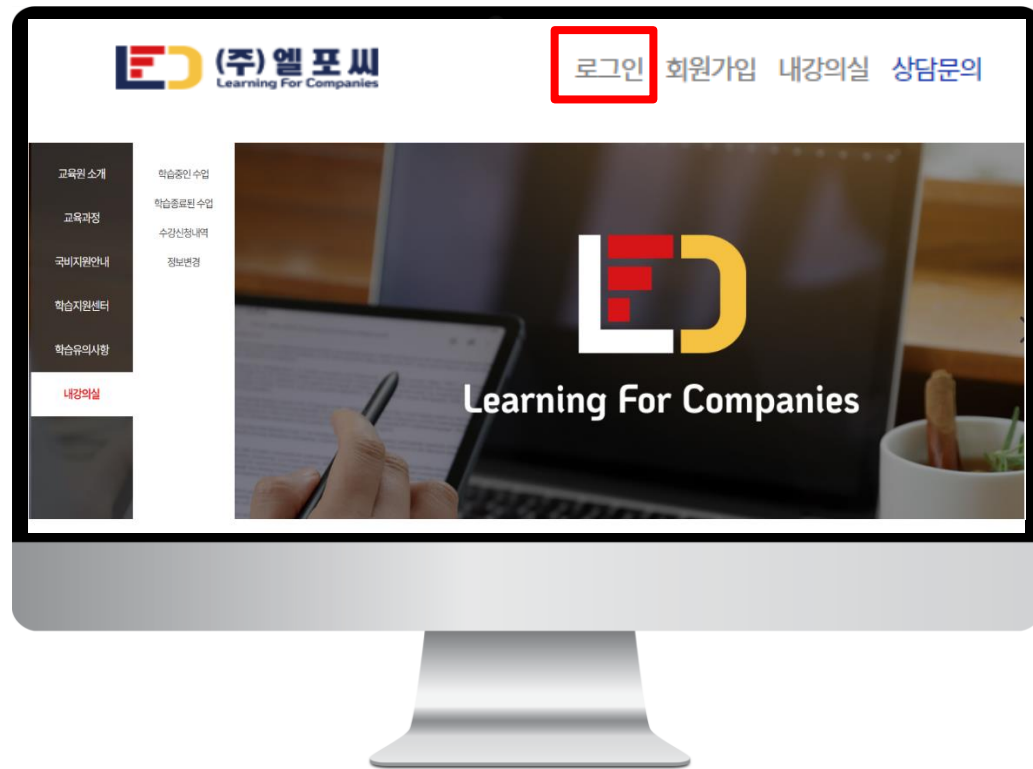 (주) 엘 포 씨
Learning For Companies
로그인 회원가입 내강의실 상담문의
교육원 소개
교육과정
국비지원안내
학습지원센터
학습유의사항
내강의실
학습중인 수업
학습종료된 수업
수강신청내역
정보변경
Learning For Companies